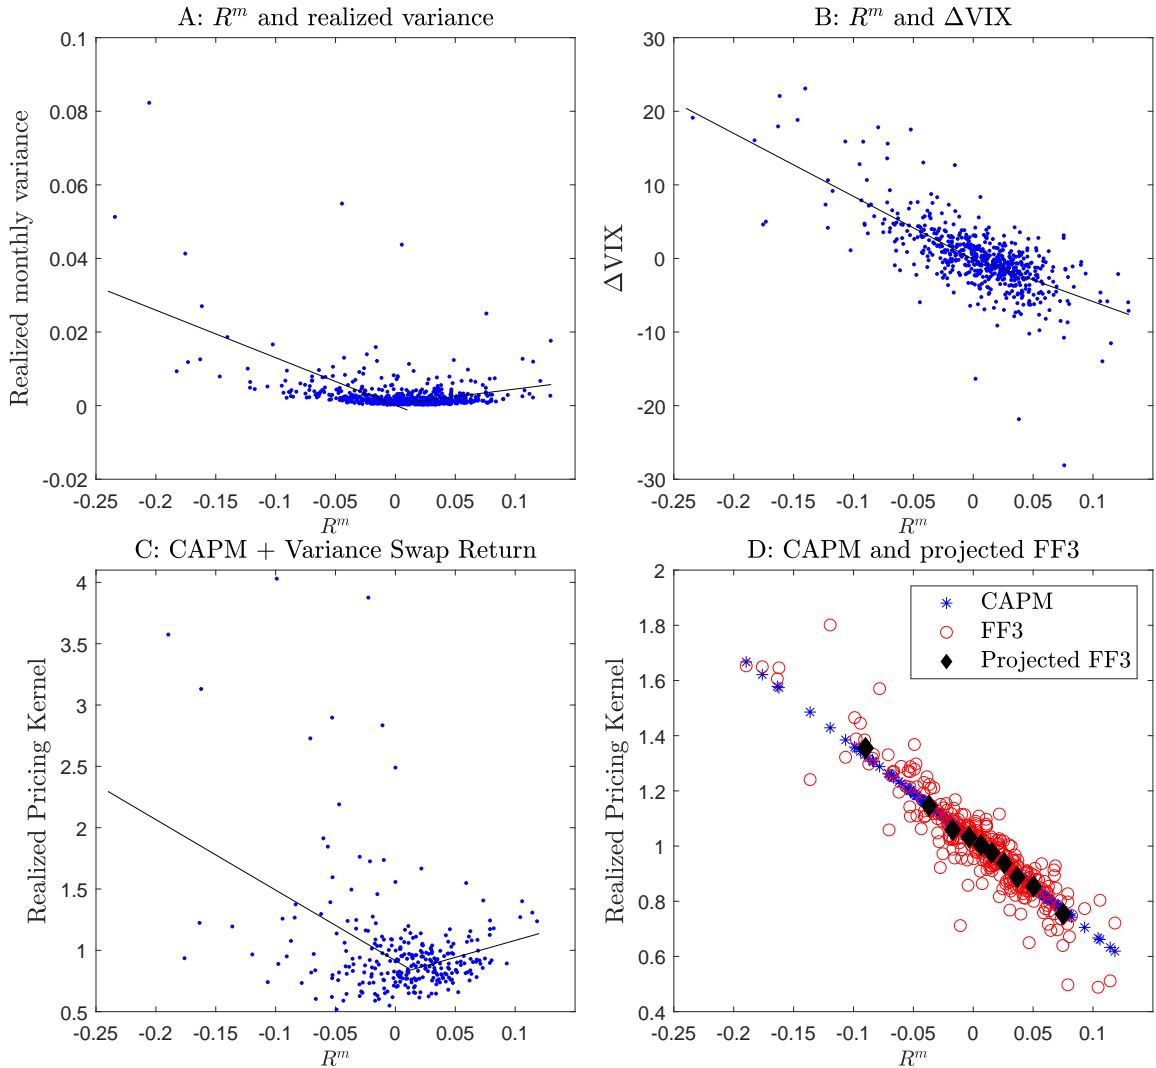 A: R^m and realized variance
Realized monthly variance
0.1
0.08
0.06
0.04
0.02
0
-0.02
-0.25 -0.2 -0.15 -0.1 -0.05 0 0.05 0.1
R^m
B: R^m and ΔVIX
ΔVIX
30
20
10
0
-10
-20
-30
-0.25 -0.2 -0.15 -0.1 -0.05 0 0.05 0.1
R^m
C: CAPM + Variance Swap Return
Realized Pricing Kernel
4
3.5
3
2.5
2
1.5
1
0.5
-0.25 -0.2 -0.15 -0.1 -0.05 0 0.05 0.1
R^m
D: CAPM and projected FF3
Realized Pricing Kernel
2
1.8
1.6
1.4
1.2
1
0.8
0.6
0.4
CAPM
FF3
Projected FF3
-0.25 -0.2 -0.15 -0.1 -0.05 0 0.05 0.1
R^m